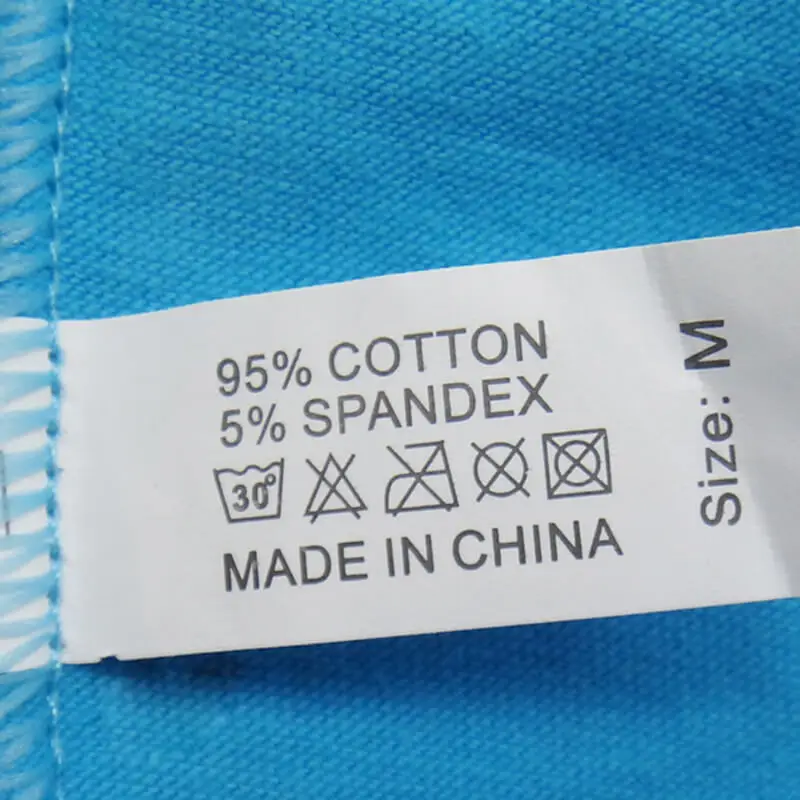 95% COTTON
5% SPANDEX
30°
MADE IN CHINA
Size: M